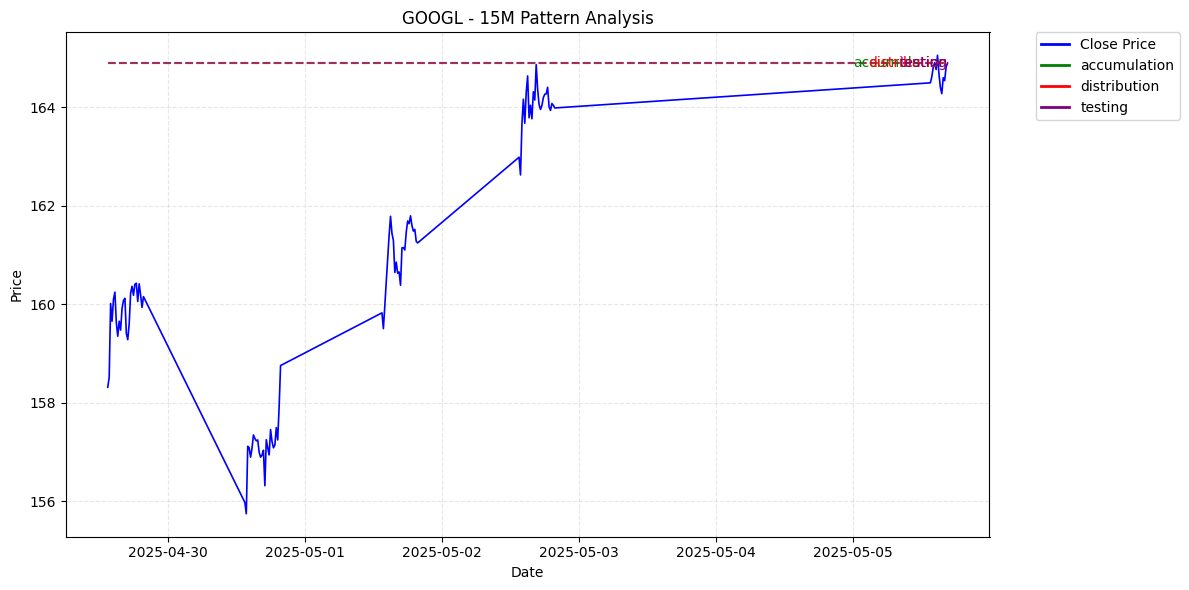 GOOGL - 15M Pattern Analysis
Close Price
accumulation
distribution
testing
testing
164
162
160
158
156
Price
2025-04-30
2025-05-01
2025-05-02
2025-05-03
2025-05-04
2025-05-05
Date